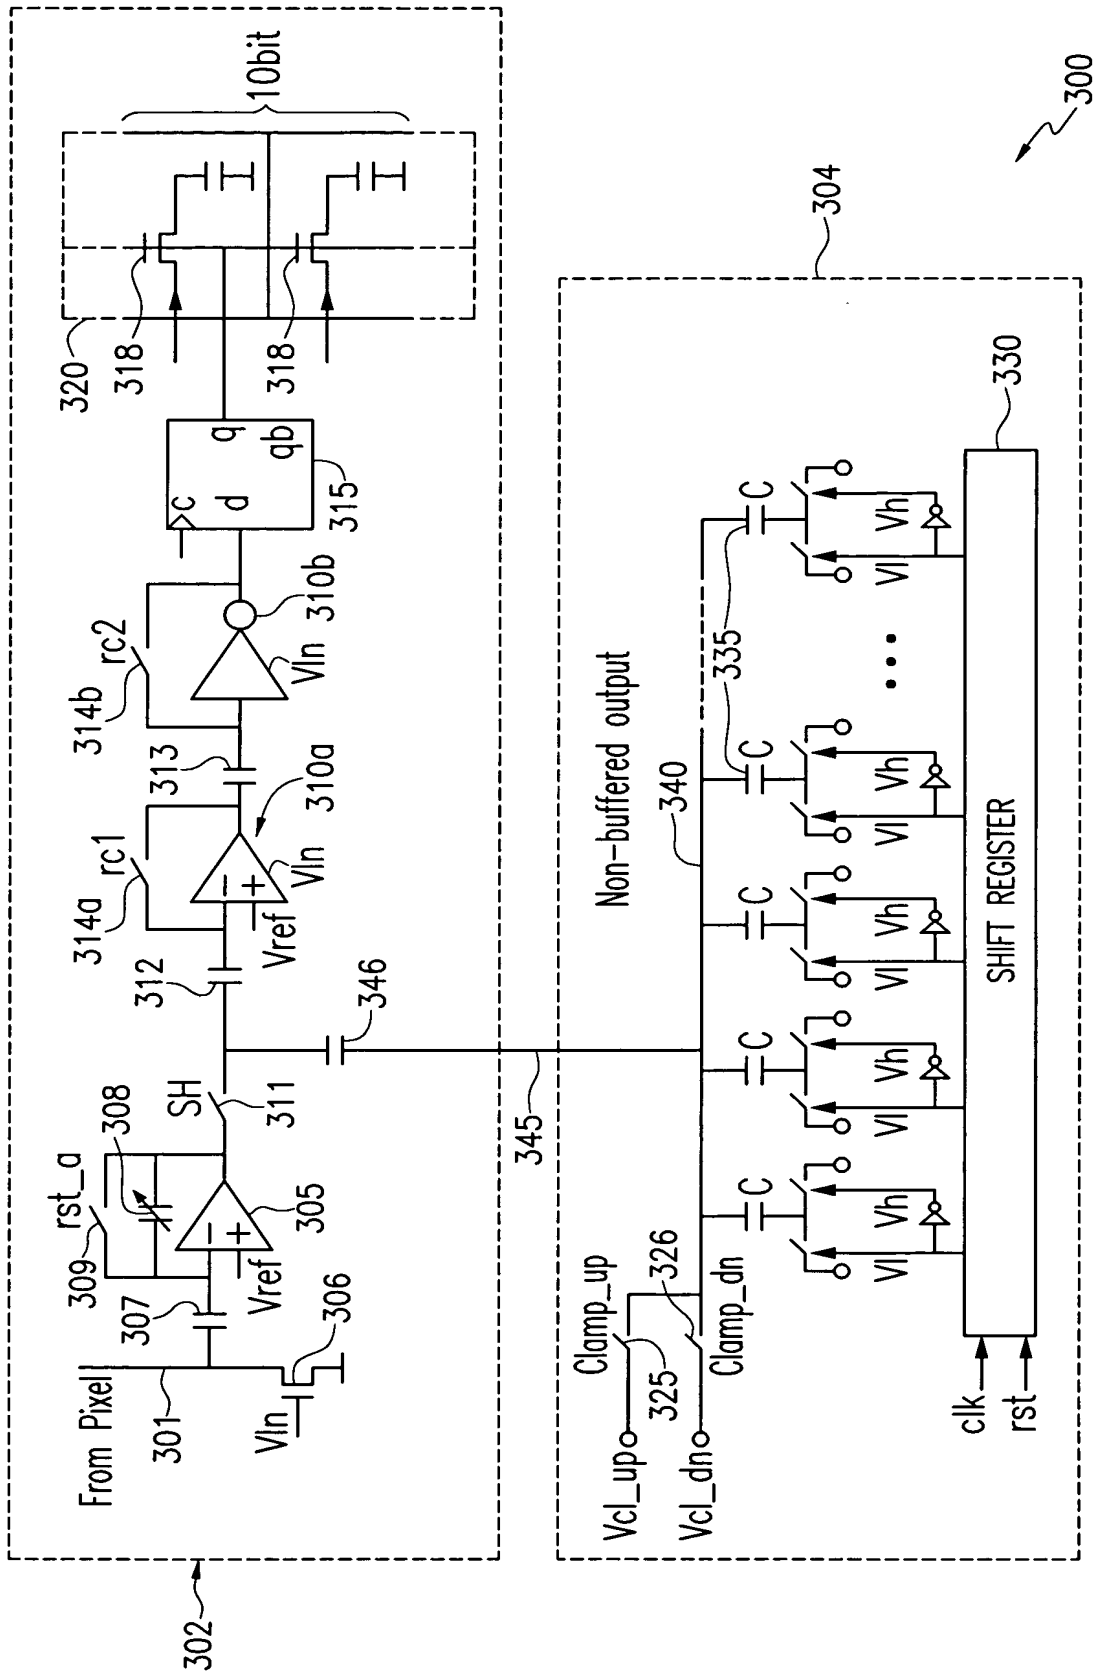 300
302
From Pixel
301
Vln
306
307
309
rst_a
308
Vref
305
SH
311
312
346
345
314a
rc1
Vref
Vln
310a
313
314b
rc2
Vln
310b
c
d
q
qb
315
320
318
318
10bit
304
Vcl_up
Vcl_dn
Clamp_up
325
326
Clamp_dn
Non-buffered output
340
335
C
C
C
C
C
Vl
Vh
Vl
Vh
Vl
Vh
Vl
Vh
Vl
Vh
clk
rst
SHIFT REGISTER
330